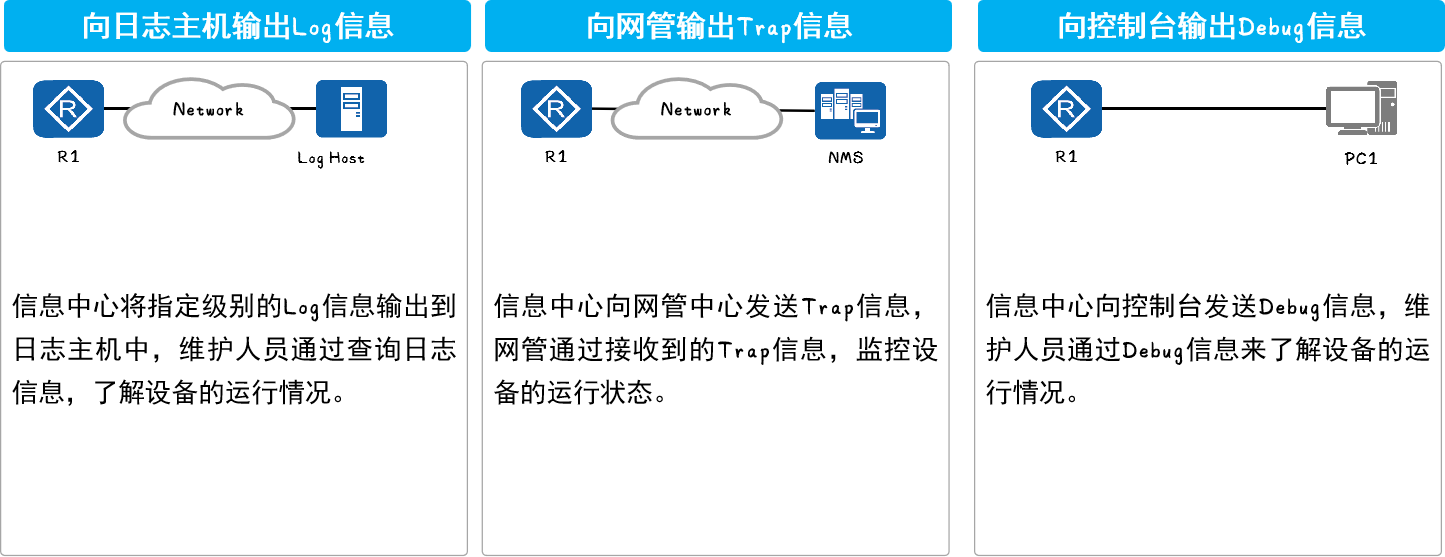 向日志主机输出Log信息
Network
R1
Log Host
信息中心将指定级别的Log信息输出到
日志主机中，维护人员通过查询日志
信息，了解设备的运行情况。
向网管输出Trap信息
Network
R1
NMS
信息中心向网管中心发送Trap信息，
网管通过接收到的Trap信息，监控设
备的运行状态。
向控制台输出Debug信息
R1
PC1
信息中心向控制台发送Debug信息，维
护人员通过Debug信息来了解设备的运
行情况。